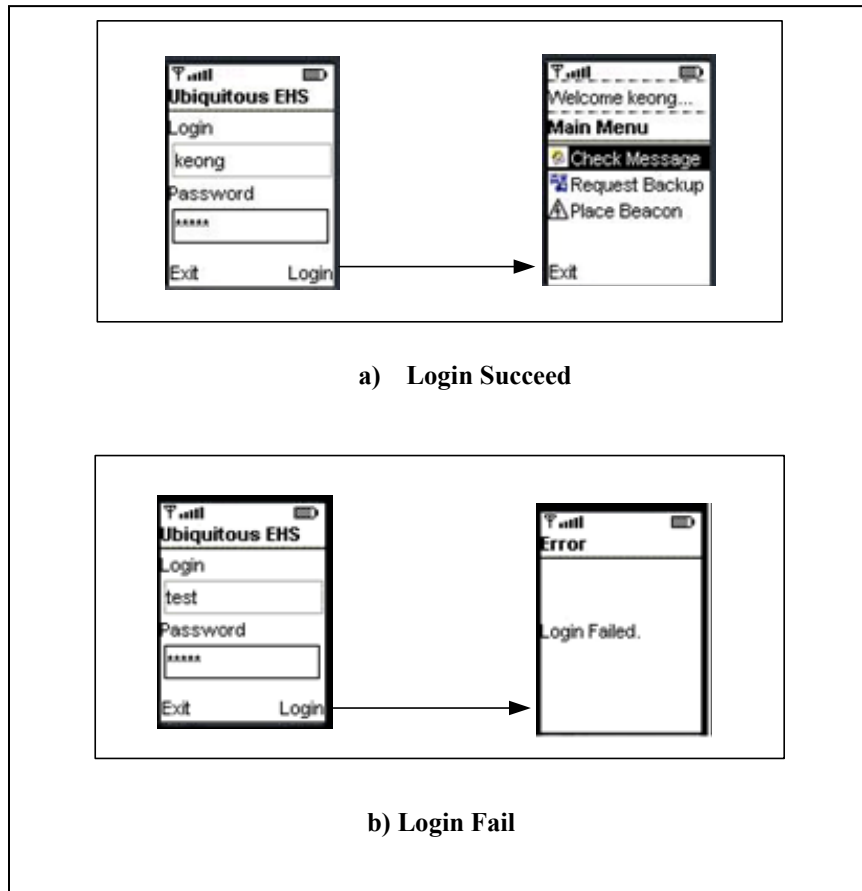 Ubiquitous EHS
Login
keong
Password
*****
Exit Login
Welcome keong...
Main Menu
Check Message
Request Backup
Place Beacon
Exit
a) Login Succeed
Ubiquitous EHS
Login
test
Password
*****
Exit Login
Error
Login Failed.
b) Login Fail